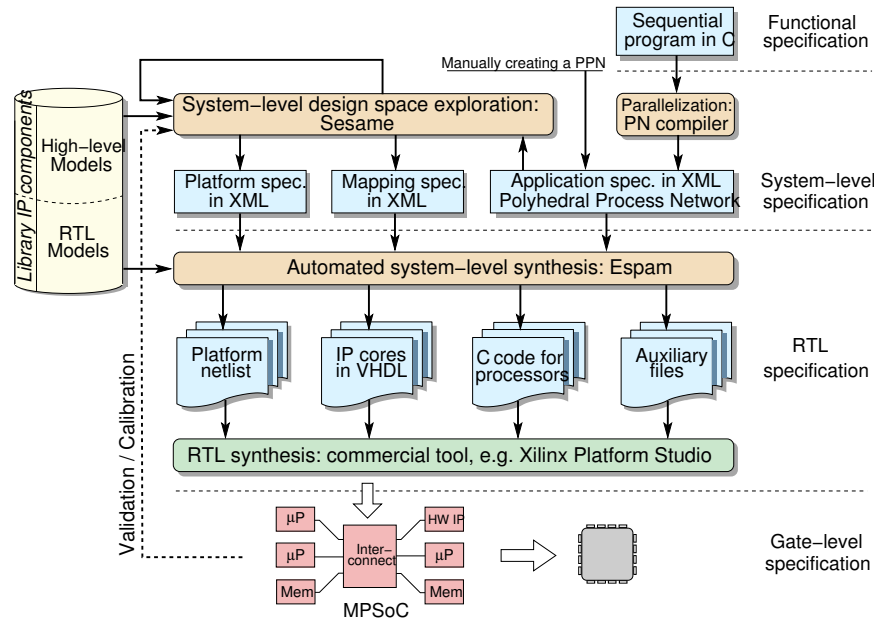 Sequential
program in C
Functional
specification
Manually creating a PPN
Parallelization:
PN compiler
System−level design space exploration:
Sesame
Library IP components
High−level
Models
RTL
Models
Platform spec.
in XML
Mapping spec.
in XML
Application spec. in XML
Polyhedral Process Network
System−level
specification
Automated system−level synthesis: Espam
Platform
netlist
IP cores
in VHDL
C code for
processors
Auxiliary
files
RTL
specification
RTL synthesis: commercial tool, e.g. Xilinx Platform Studio
Validation / Calibration
µP
µP
Mem
Inter−
connect
HW IP
µP
Mem
MPSoC
Gate−level
specification